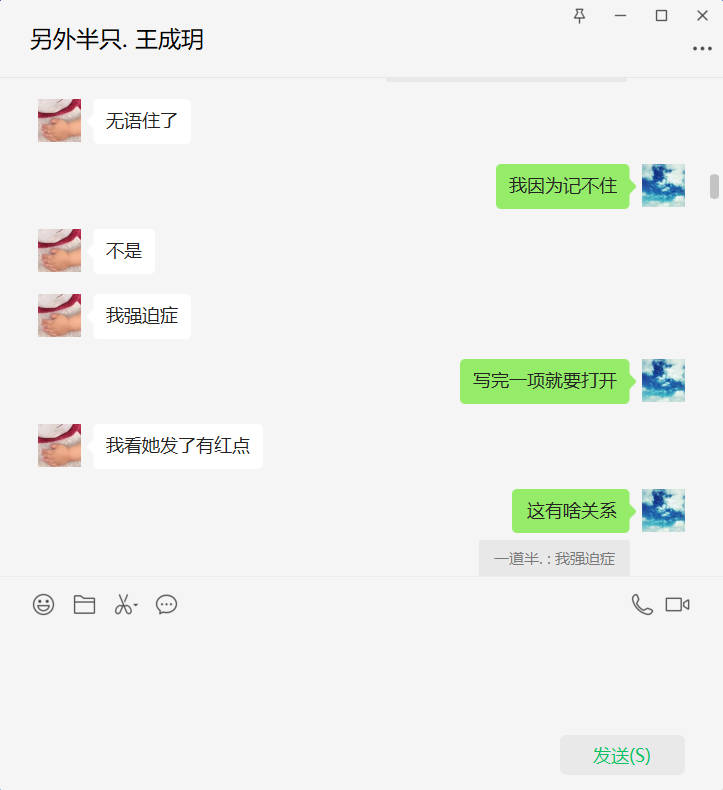 另外半只. 王成玥
无语住了
我因为记不住
不是
我强迫症
写完一项就要打开
我看她发了有红点
这有啥关系
一道半. : 我强迫症
发送(S)